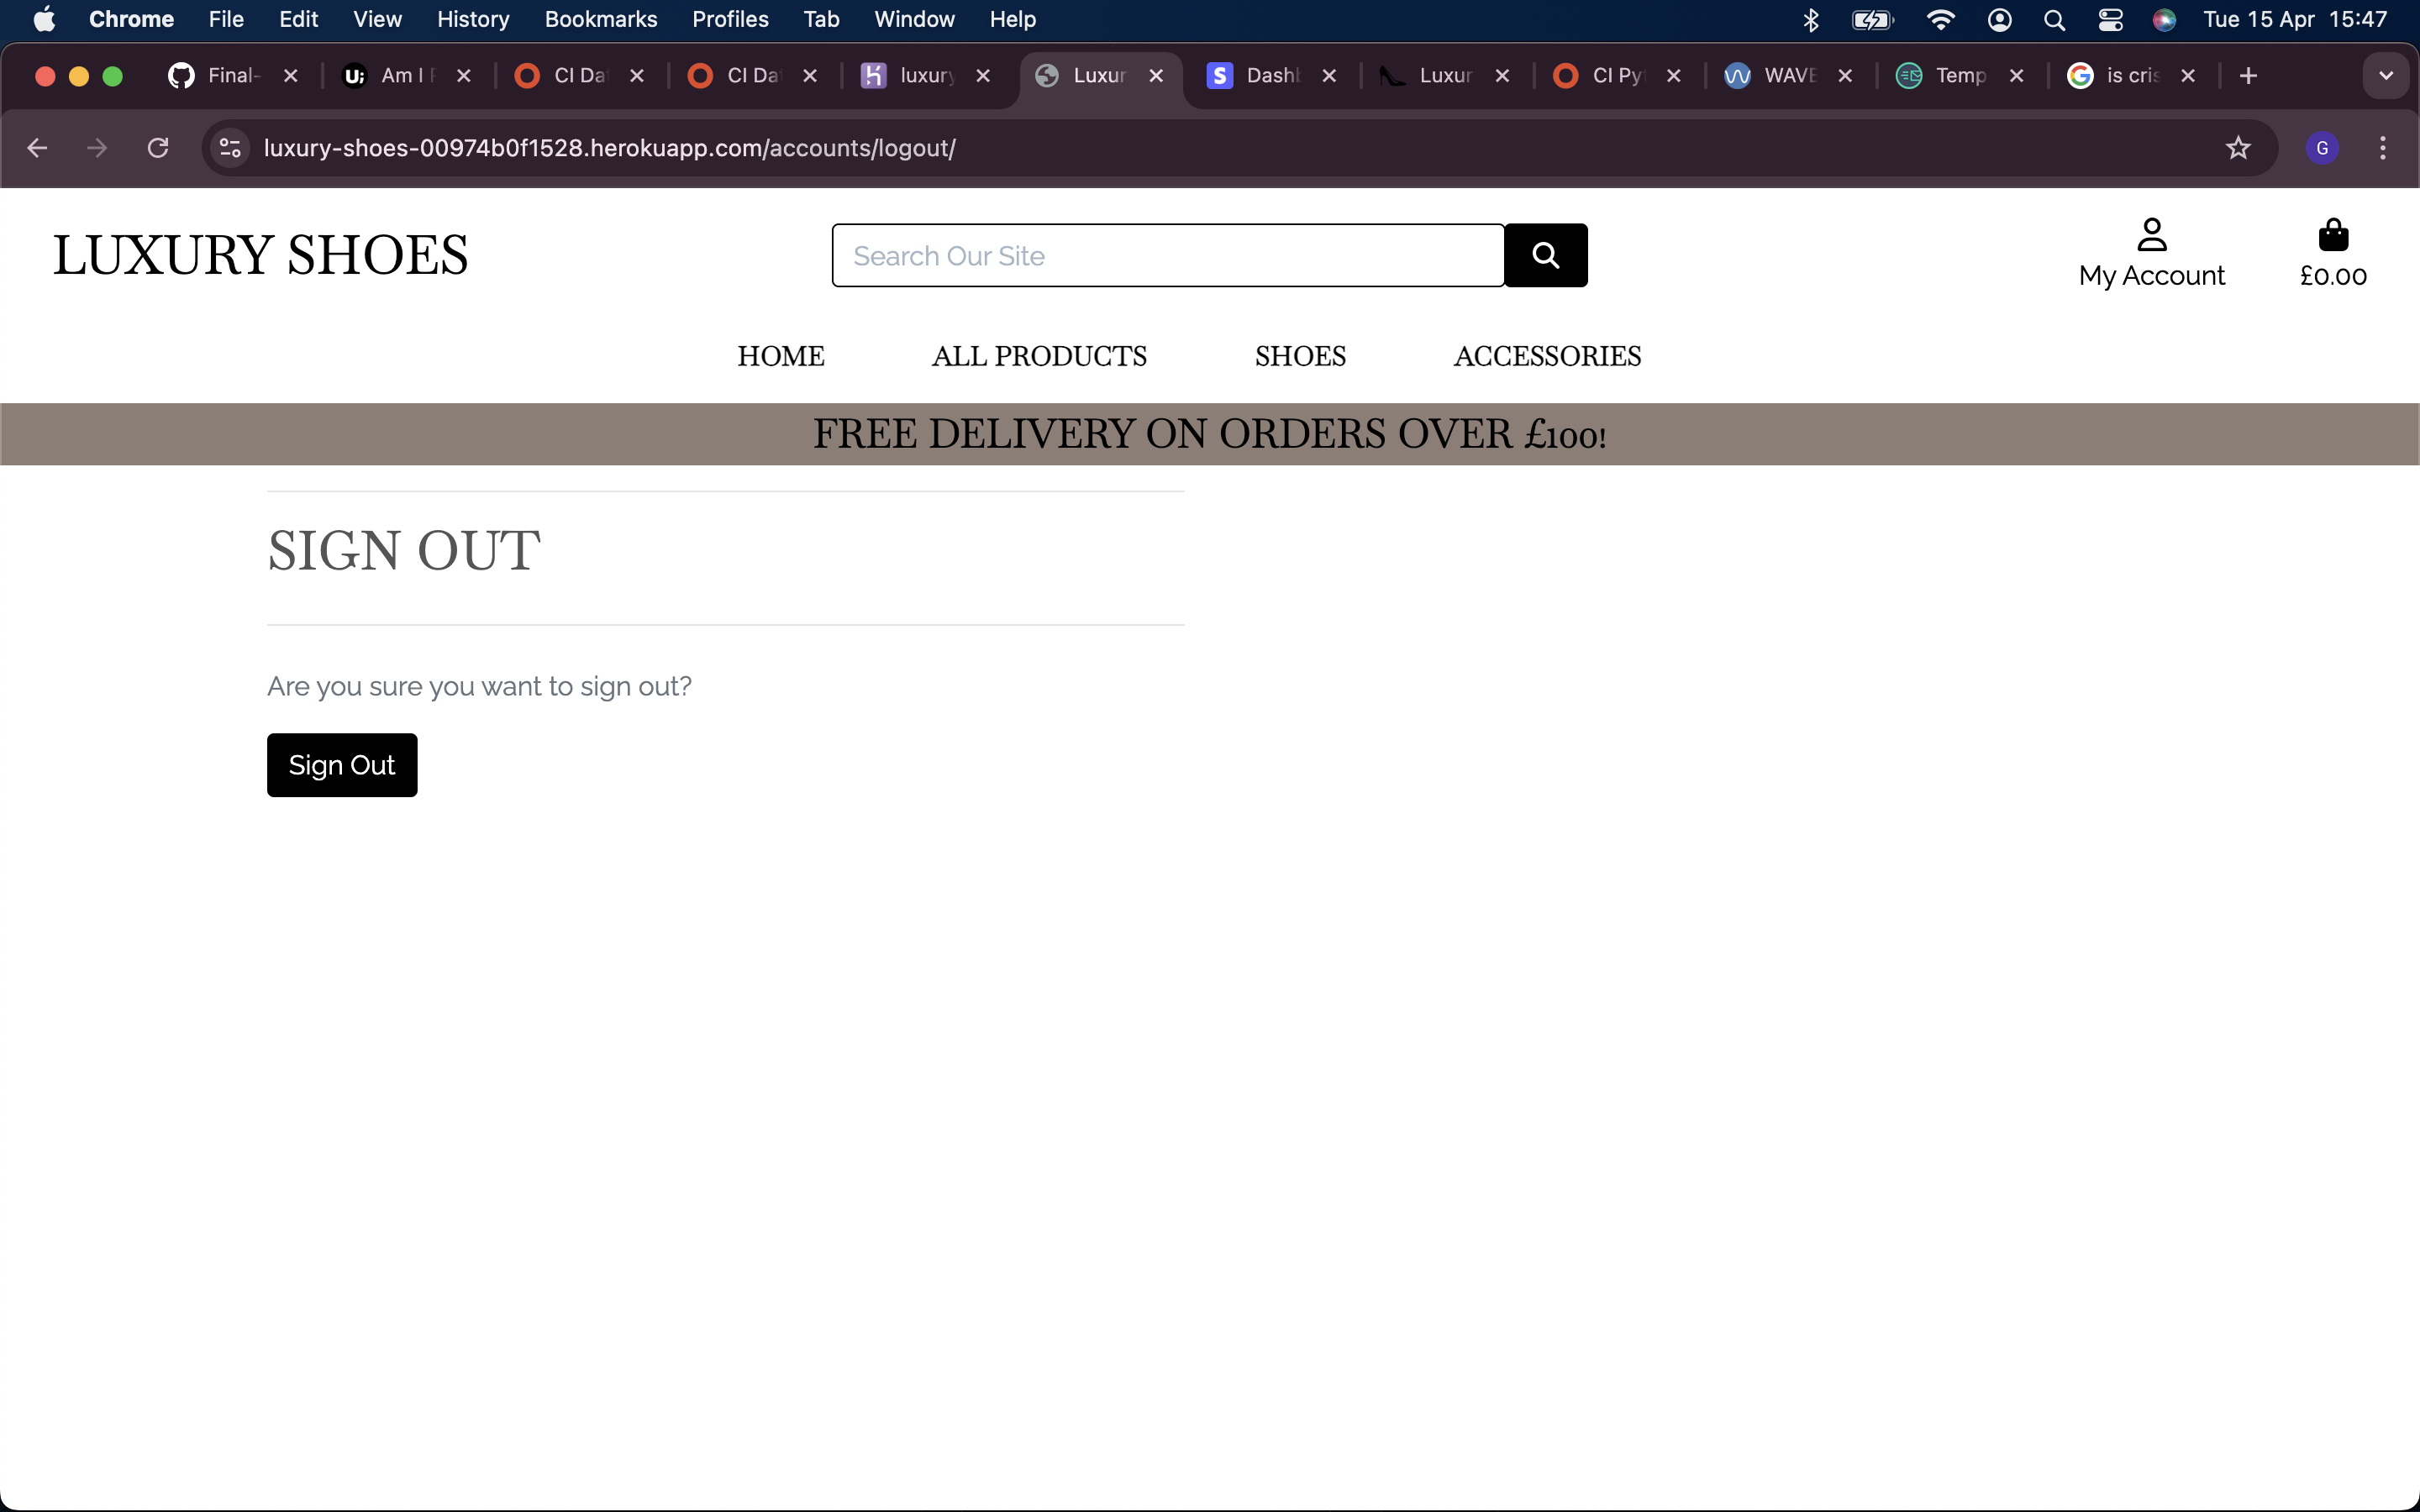 Chrome File Edit View History Bookmarks Profiles Tab Window Help Tue 15 Apr 15:47
Final- Am I CI Da CI Da luxury Luxur Dash Luxur CI Py WAVE Temp is cris
luxury-shoes-00974b0f1528.herokuapp.com/accounts/logout/ G
LUXURY SHOES
Search Our Site
My Account
£0.00
HOME ALL PRODUCTS SHOES ACCESSORIES
FREE DELIVERY ON ORDERS OVER £100!
SIGN OUT
Are you sure you want to sign out?
Sign Out